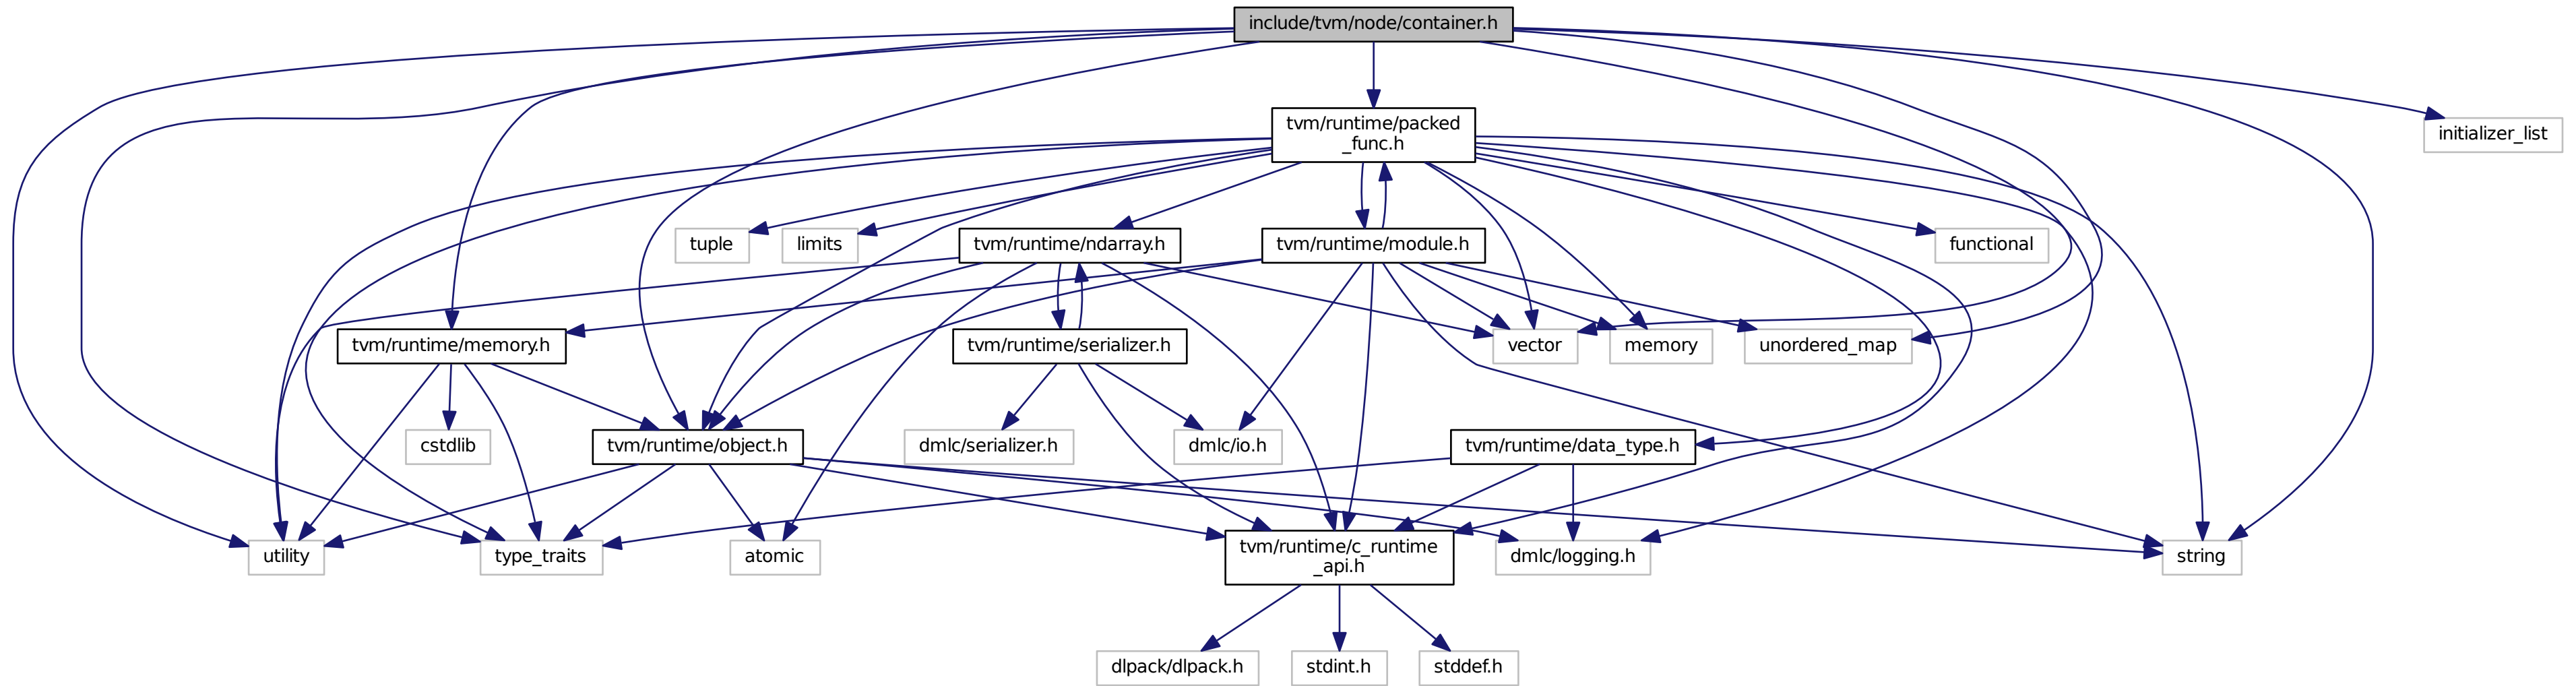 include/tvm/node/container.h
tvm/runtime/packed
_func.h
initializer_list
tuple
limits
tvm/runtime/ndarray.h
tvm/runtime/module.h
functional
tvm/runtime/memory.h
tvm/runtime/serializer.h
vector
memory
unordered_map
cstdlib
tvm/runtime/object.h
dmlc/serializer.h
dmlc/io.h
tvm/runtime/data_type.h
utility
type_traits
atomic
tvm/runtime/c_runtime
_api.h
dmlc/logging.h
string
dlpack/dlpack.h
stdint.h
stddef.h